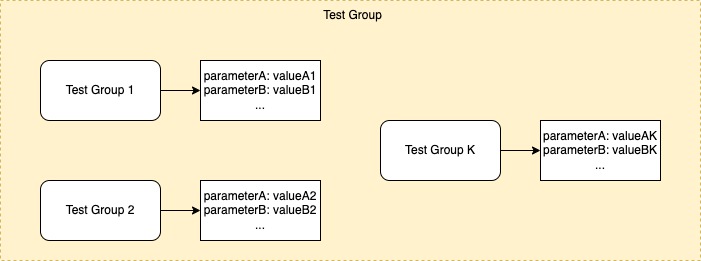 Test Group
Test Group 1
parameterA: valueA1
parameterB: valueB1
...
Test Group 2
parameterA: valueA2
parameterB: valueB2
...
Test Group K
parameterA: valueAK
parameterB: valueBK
...